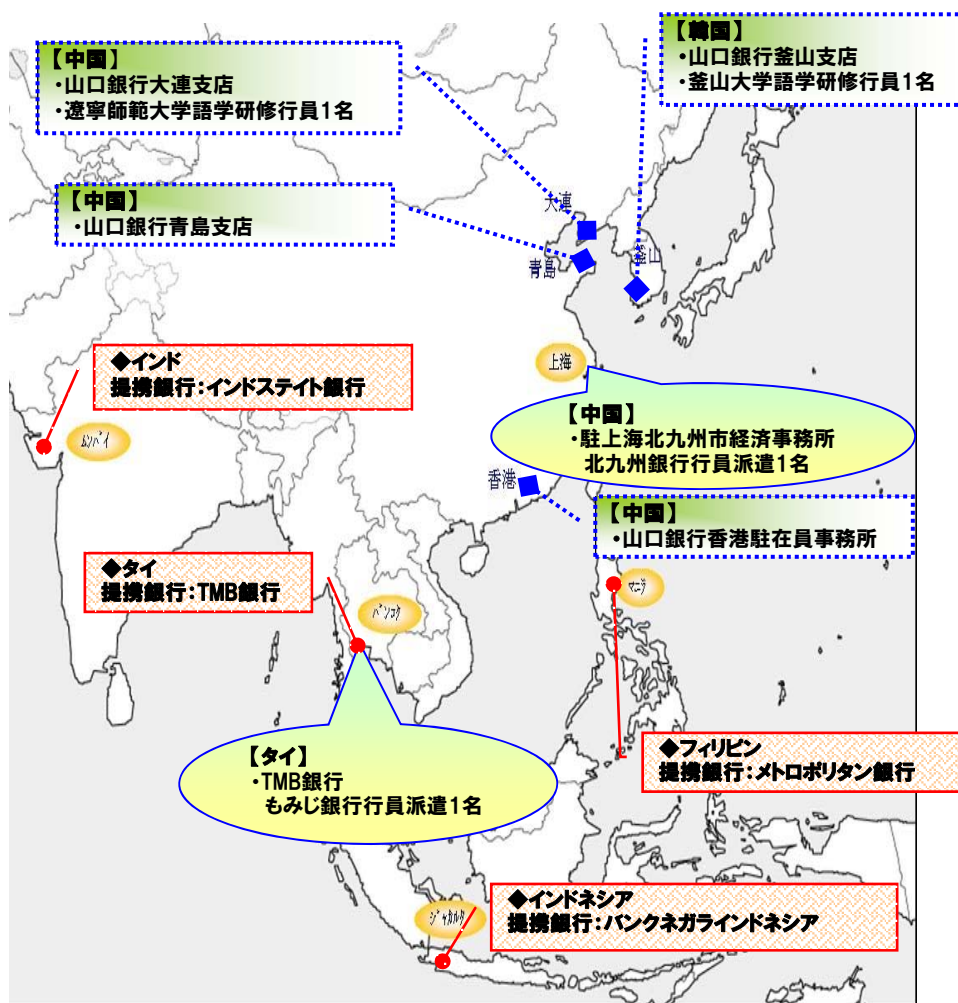 【中国】
・山口銀行大連支店
・遼寧師範大学語学研修行員1名
【韓国】
・山口銀行釜山支店
・釜山大学語学研修行員1名
【中国】
・山口銀行青島支店
大連
青島
釜山
◆インド
提携銀行：インドステイト銀行
上海
ﾑﾝﾊﾞｲ
【中国】
・駐上海北九州市経済事務所
北九州銀行行員派遣1名
香港
【中国】
・山口銀行香港駐在員事務所
◆タイ
提携銀行：TMB銀行
ﾏﾆﾗ
ﾊﾞﾝｺｸ
【タイ】
・TMB銀行
もみじ銀行行員派遣1名
◆フィリピン
提携銀行：メトロポリタン銀行
◆インドネシア
提携銀行：バンクネガラインドネシア
ｼﾞｬｶﾙﾀ